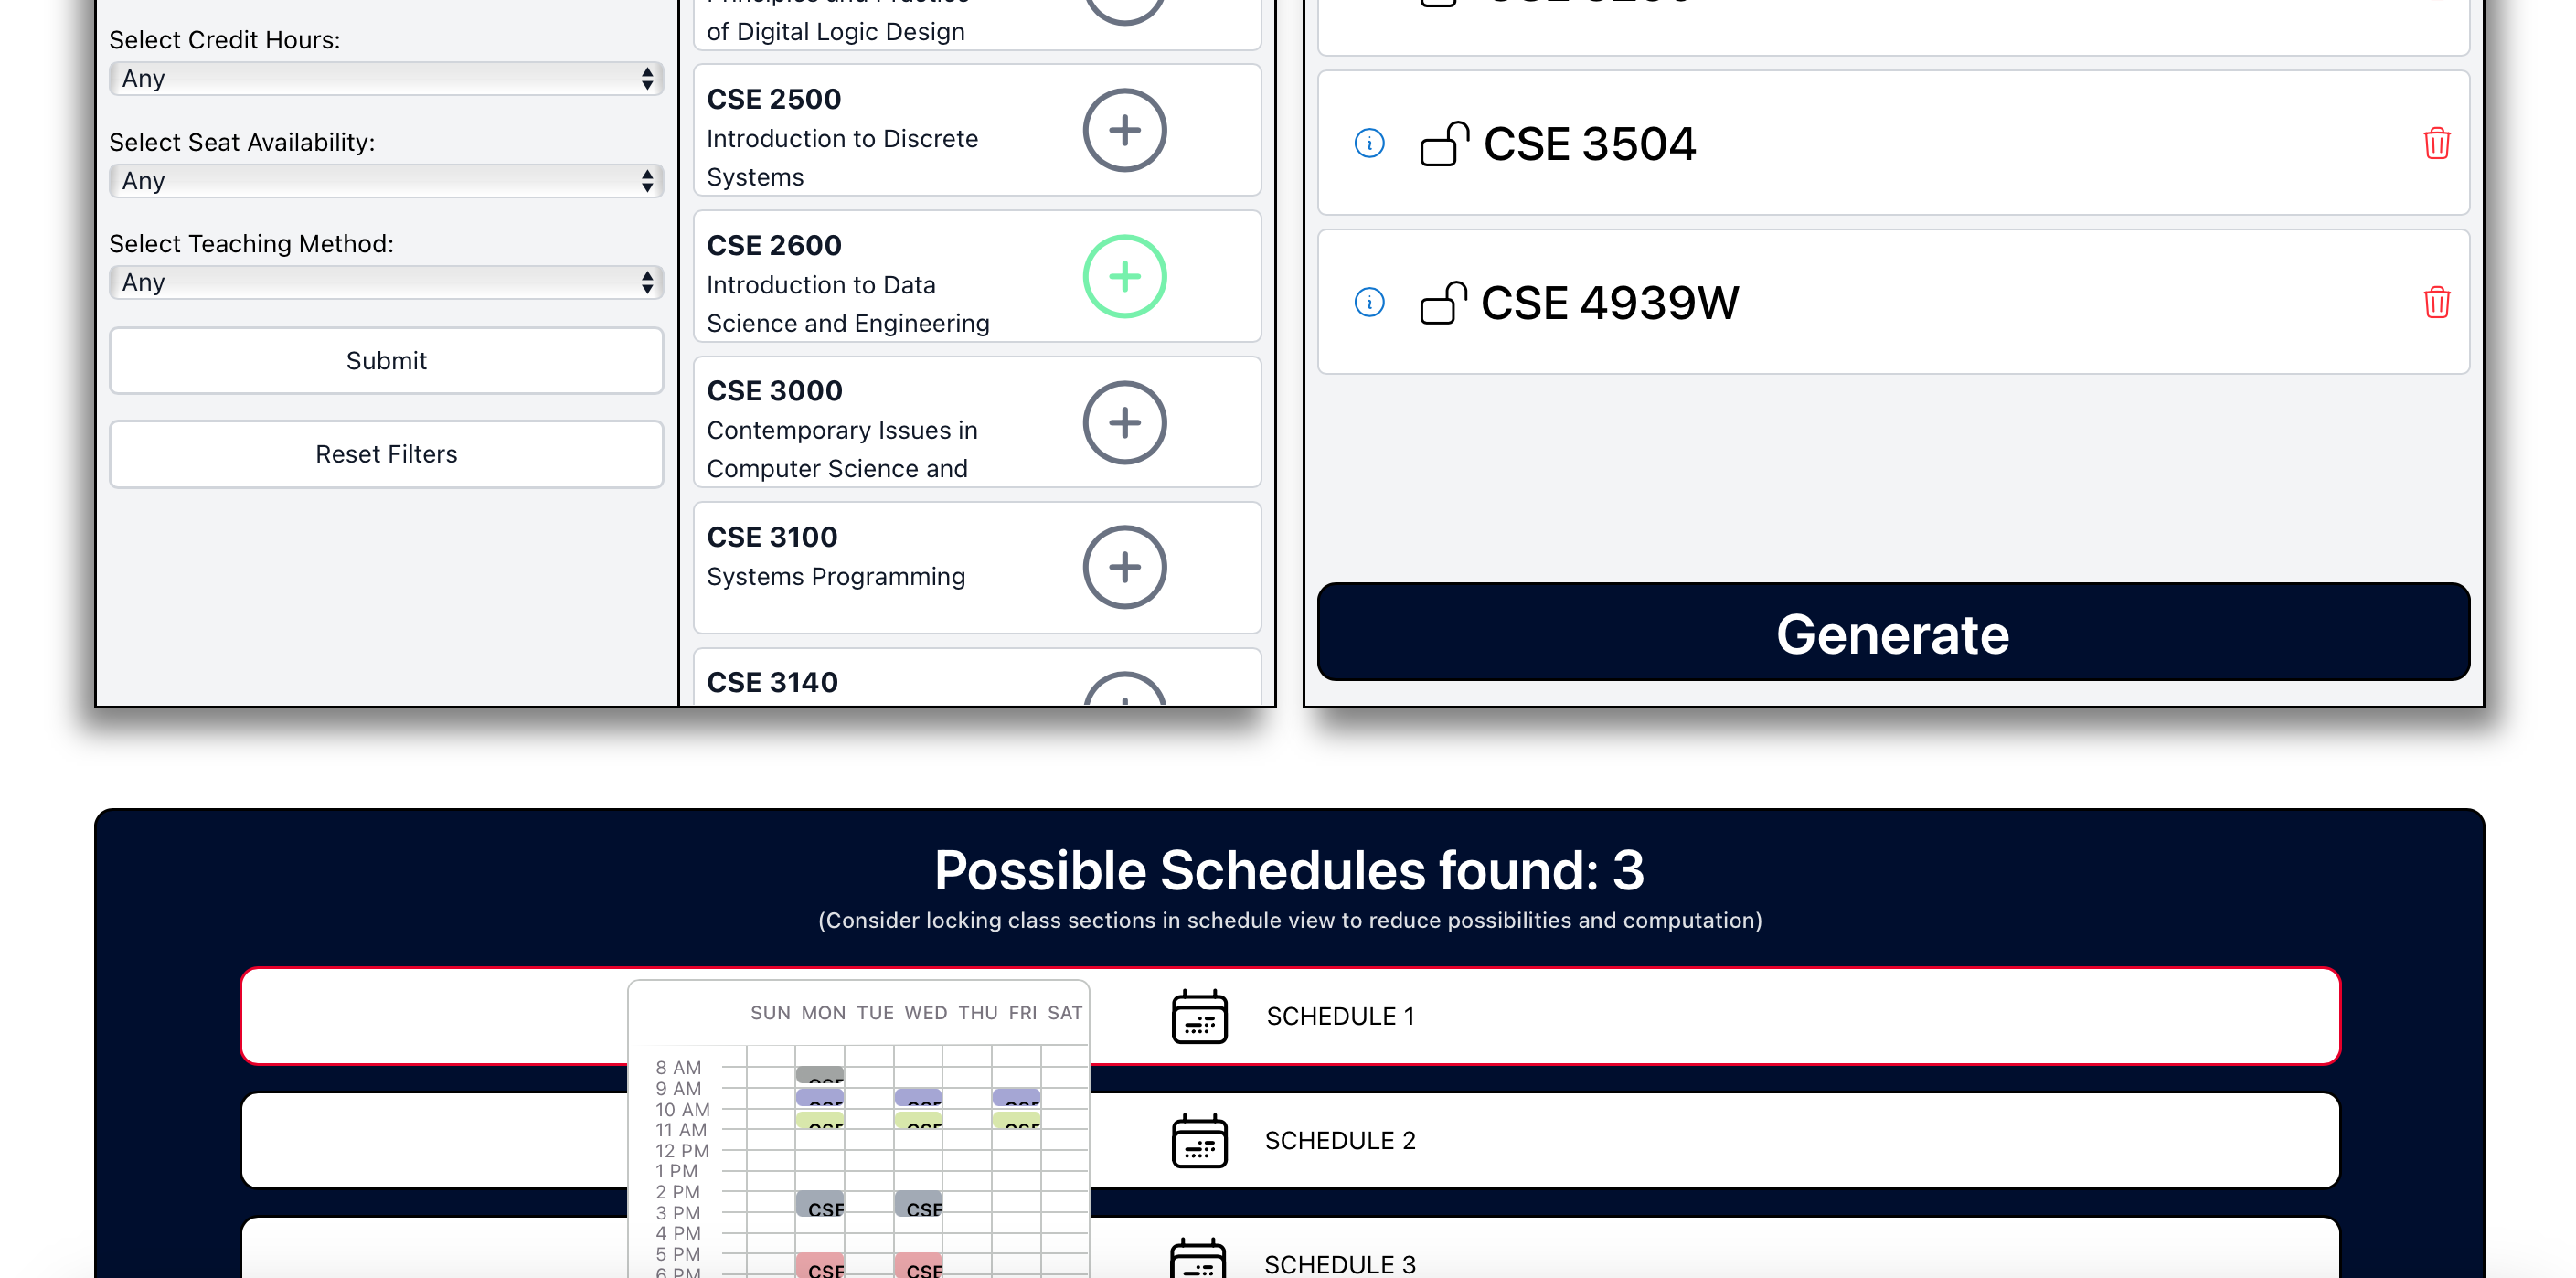 Select Credit Hours:
Any
Select Seat Availability:
Any
Select Teaching Method:
Any
Submit
Reset Filters
of Digital Logic Design
CSE 2500
Introduction to Discrete
Systems
CSE 2600
Introduction to Data
Science and Engineering
CSE 3000
Contemporary Issues in
Computer Science and
CSE 3100
Systems Programming
CSE 3140
CSE 3504
CSE 4939W
Generate
Possible Schedules found: 3
(Consider locking class sections in schedule view to reduce possibilities and computation)
SUN MON TUE WED THU FRI SAT
8 AM
9 AM
10 AM
11 AM
12 PM
1 PM
2 PM
3 PM
CSE CSE
4 PM
5 PM
6 PM
CSE CSE
SCHEDULE 1
SCHEDULE 2
SCHEDULE 3